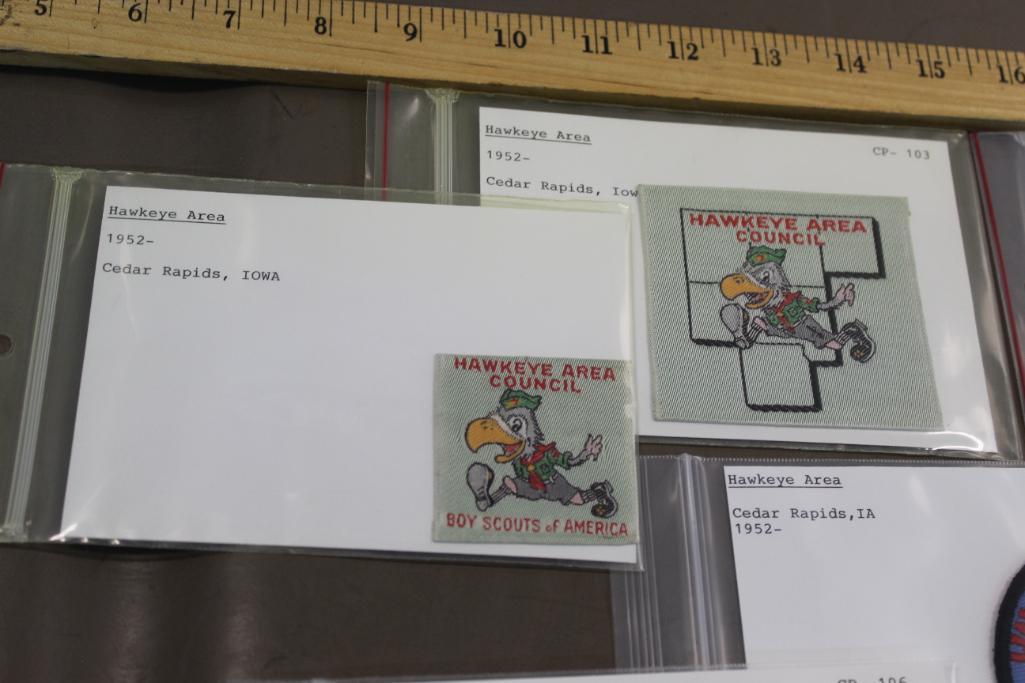 5 6 7 8 9 10 11 12 13 14 15 16
Hawkeye Area
1952-
Cedar Rapids, Iow
CP- 103
HAWKEYE AREA
COUNCIL
Hawkeye Area
1952-
Cedar Rapids, IOWA
HAWKEYE AREA
COUNCIL
BOY SCOUTS of AMERICA
Hawkeye Area
Cedar Rapids,IA
1952-
CP- 106